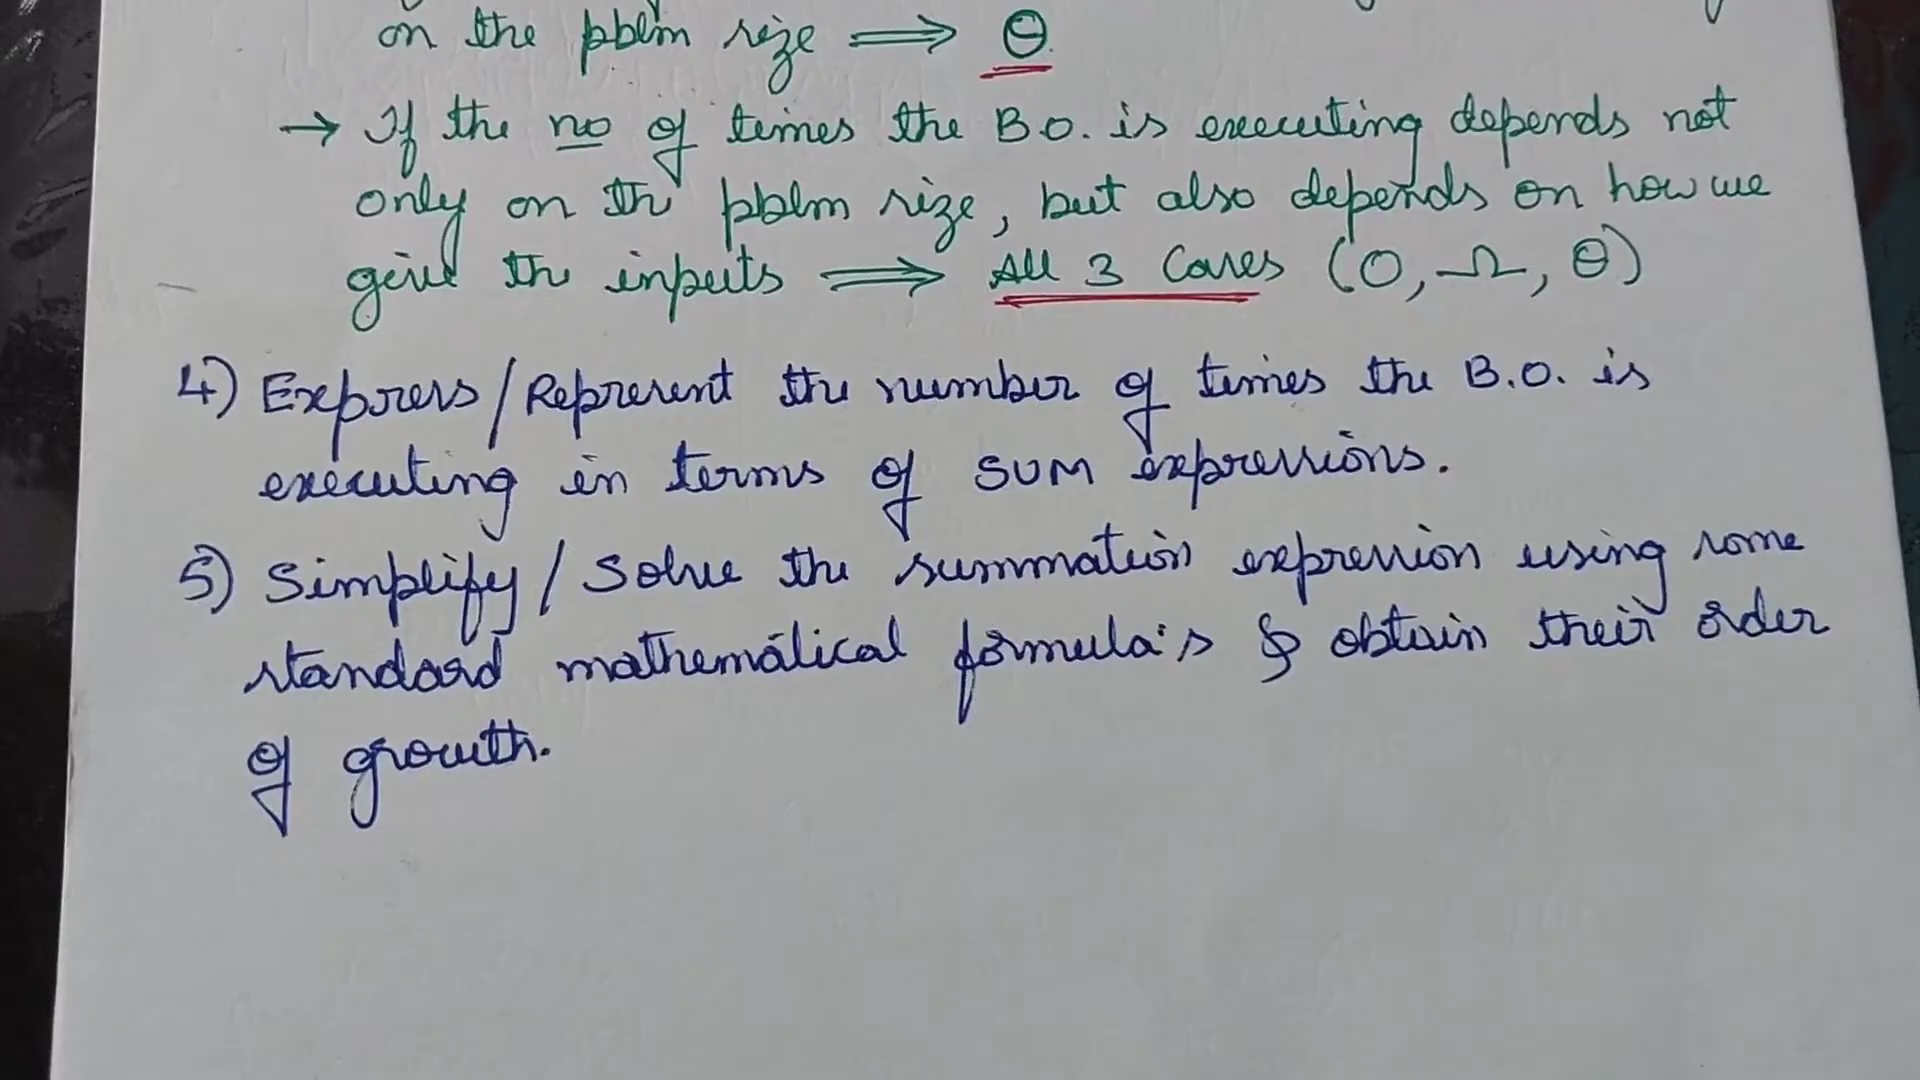 on the pblm size ⟹ Θ
→ If the no of times the B.O. is executing depends not
only on the pblm size, but also depends on how we
give the inputs ⟹ All 3 Cases (O, Ω, Θ)
4) Express/Represent the number of times the B.O. is
executing in terms of SUM expressions.
5) Simplify/Solve the summation expression using some
standard mathematical formula's & obtain their order
of growth.